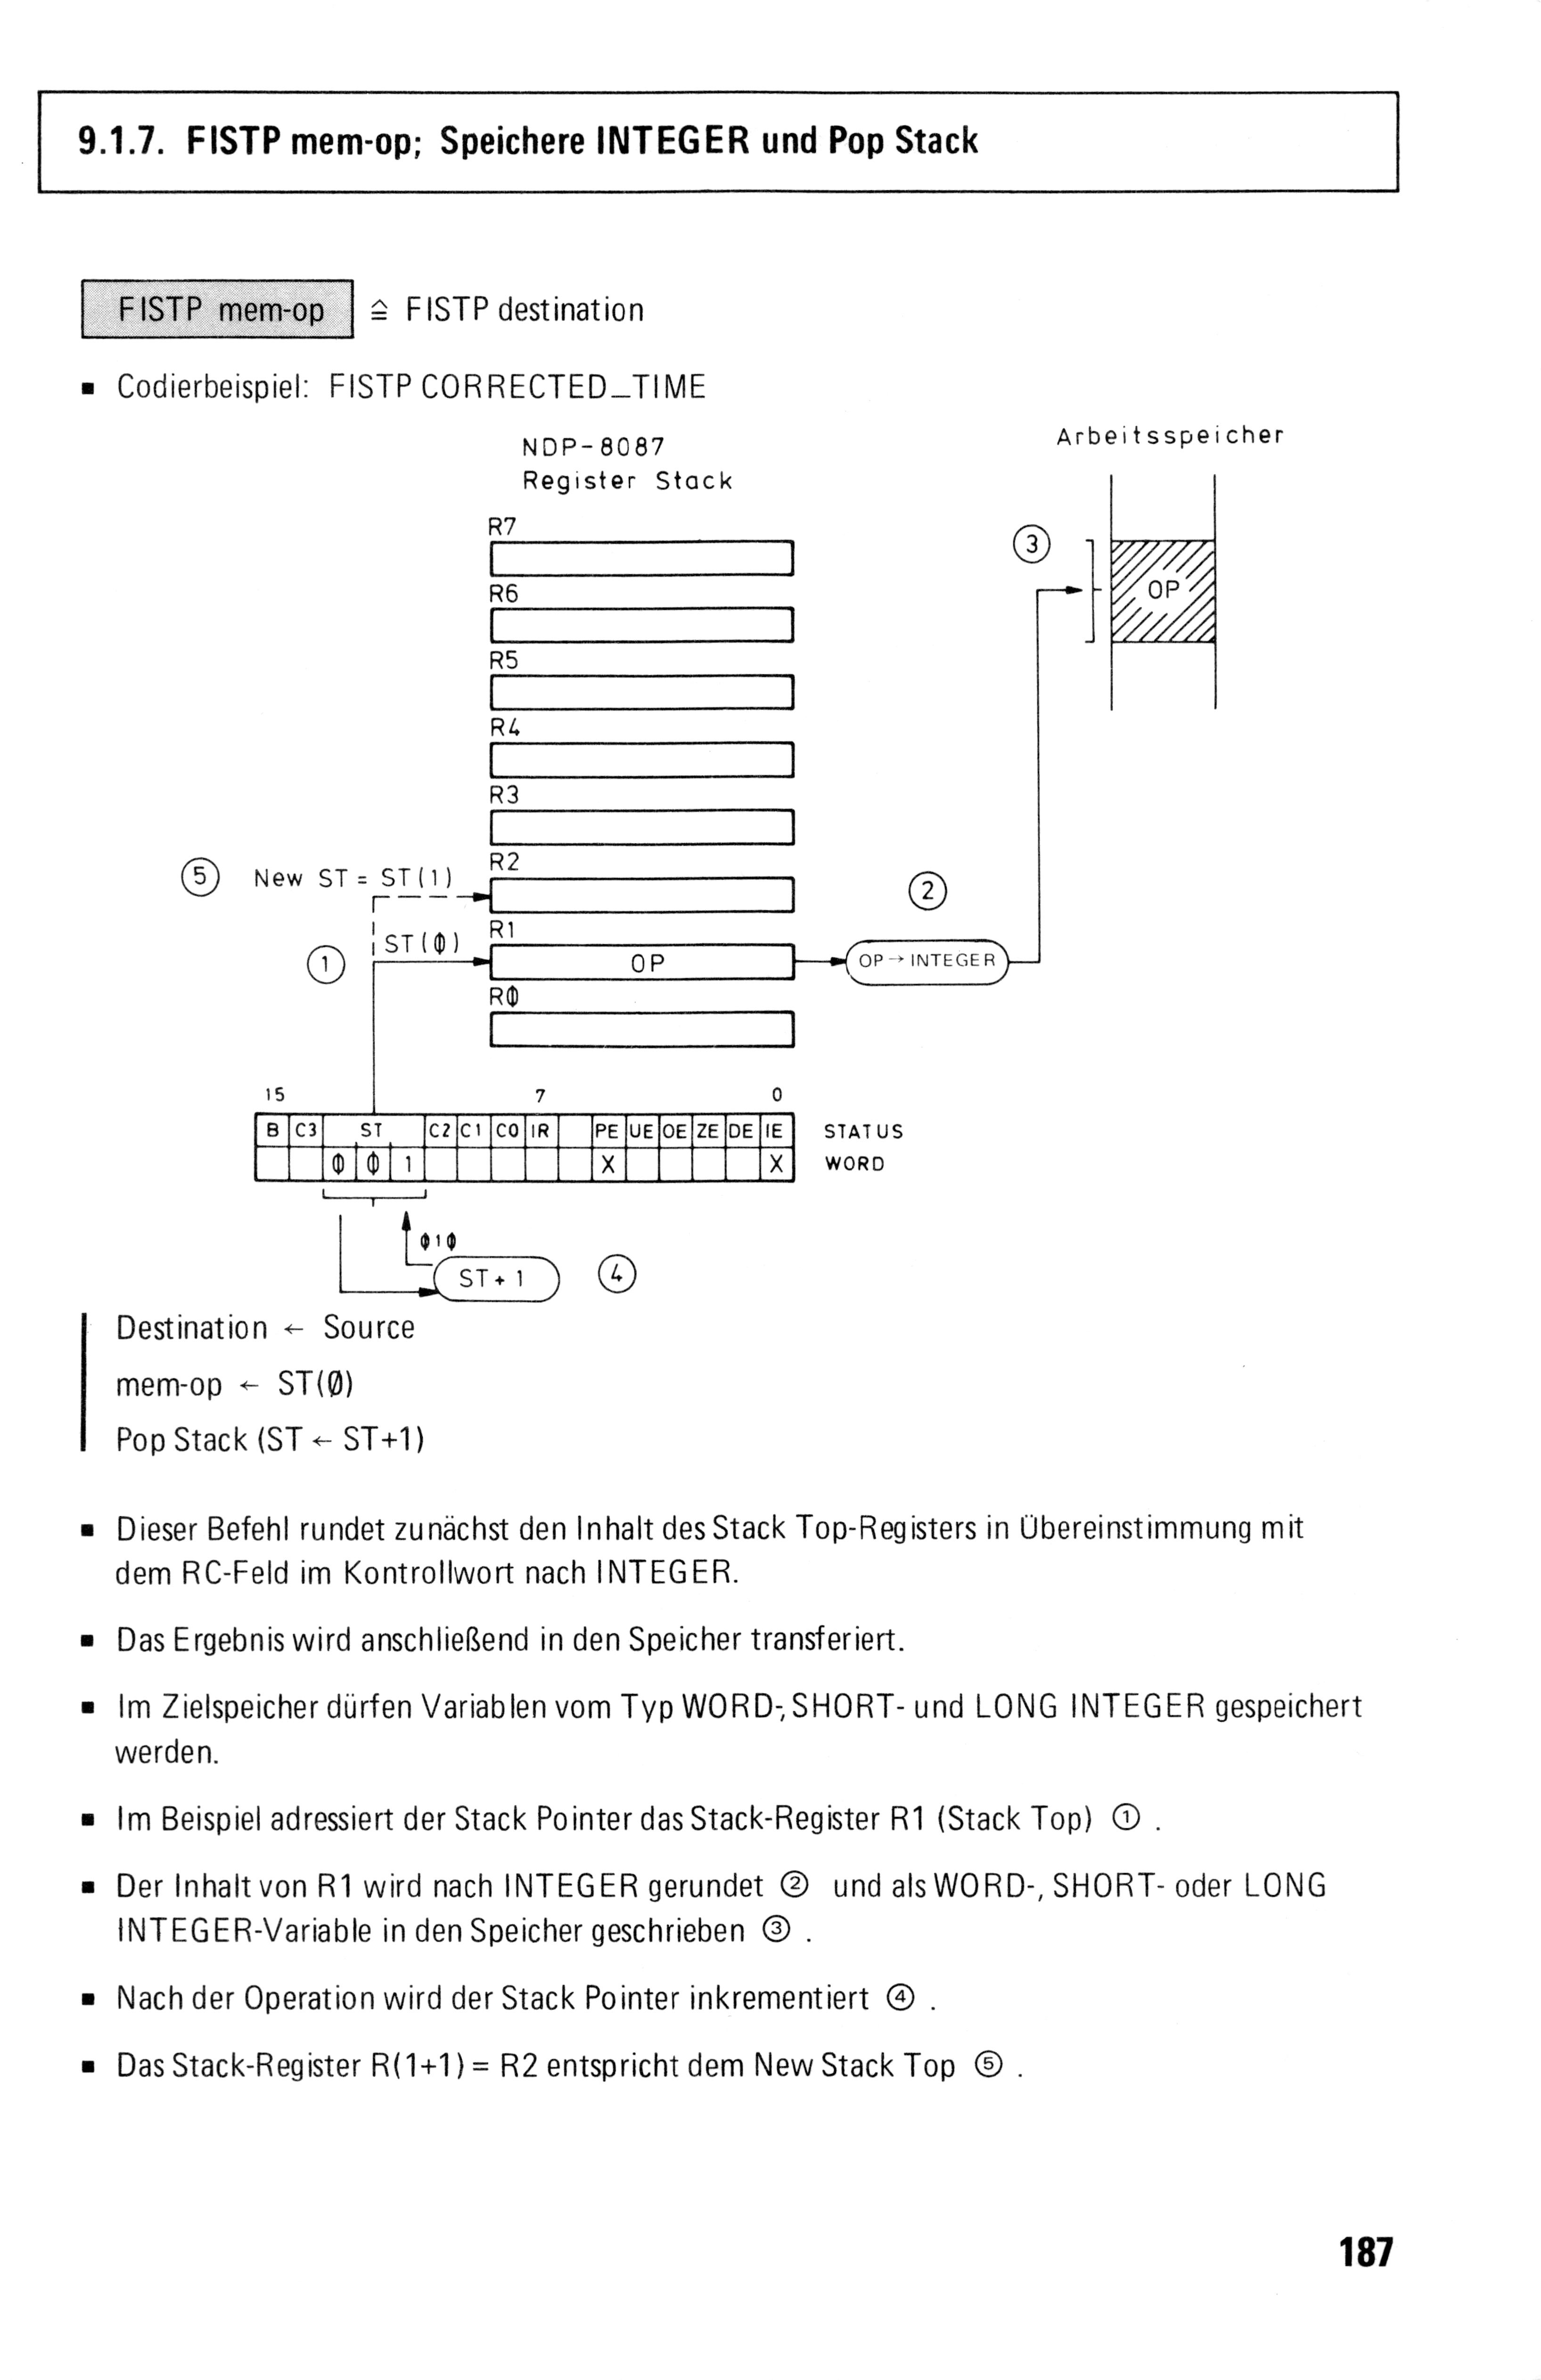 9.1.7. FISTP mem-op; Speichere INTEGER und Pop Stack
FISTP mem-op ≙ FISTP destination
▪ Codierbeispiel: FISTP CORRECTED_TIME
NDP-8087
Register Stack
Arbeitsspeicher
R7
③
R6
OP
R5
R4
R3
R2
⑤ New ST = ST(1)
②
R1
ST(0)
①
OP
OP → INTEGER
R0
15 7 0
B C3 ST C2 C1 C0 IR PE UE OE ZE DE IE STATUS
0 0 1 X X WORD
010
ST + 1 ④
Destination ← Source
mem-op ← ST(Ø)
Pop Stack (ST ← ST+1)
▪ Dieser Befehl rundet zunächst den Inhalt des Stack Top-Registers in Übereinstimmung mit
dem RC-Feld im Kontrollwort nach INTEGER.
▪ Das Ergebnis wird anschließend in den Speicher transferiert.
▪ Im Zielspeicher dürfen Variablen vom Typ WORD-, SHORT- und LONG INTEGER gespeichert
werden.
▪ Im Beispiel adressiert der Stack Pointer das Stack-Register R1 (Stack Top) ① .
▪ Der Inhalt von R1 wird nach INTEGER gerundet ② und als WORD-, SHORT- oder LONG
INTEGER-Variable in den Speicher geschrieben ③ .
▪ Nach der Operation wird der Stack Pointer inkrementiert ④ .
▪ Das Stack-Register R(1+1) = R2 entspricht dem New Stack Top ⑤ .
187